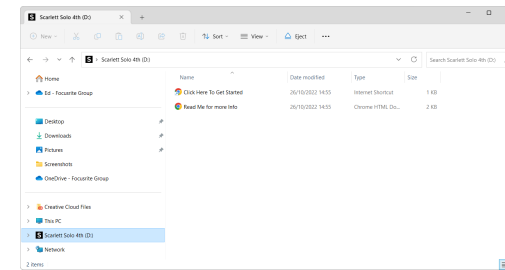 Scarlett Solo 4th (D:)
New
Sort
View
Eject
Scarlett Solo 4th (D:)
Search Scarlett Solo 4th (D:)
Home
Ed - Focusrite Group
Desktop
Downloads
Pictures
Screenshots
OneDrive - Focusrite Group
Creative Cloud Files
This PC
Scarlett Solo 4th (D:)
Network
Name Date modified Type Size
Click Here To Get Started 26/10/2022 14:55 Internet Shortcut 1 KB
Read Me for more info 26/10/2022 14:55 Chrome HTML Do... 2 KB
2 items